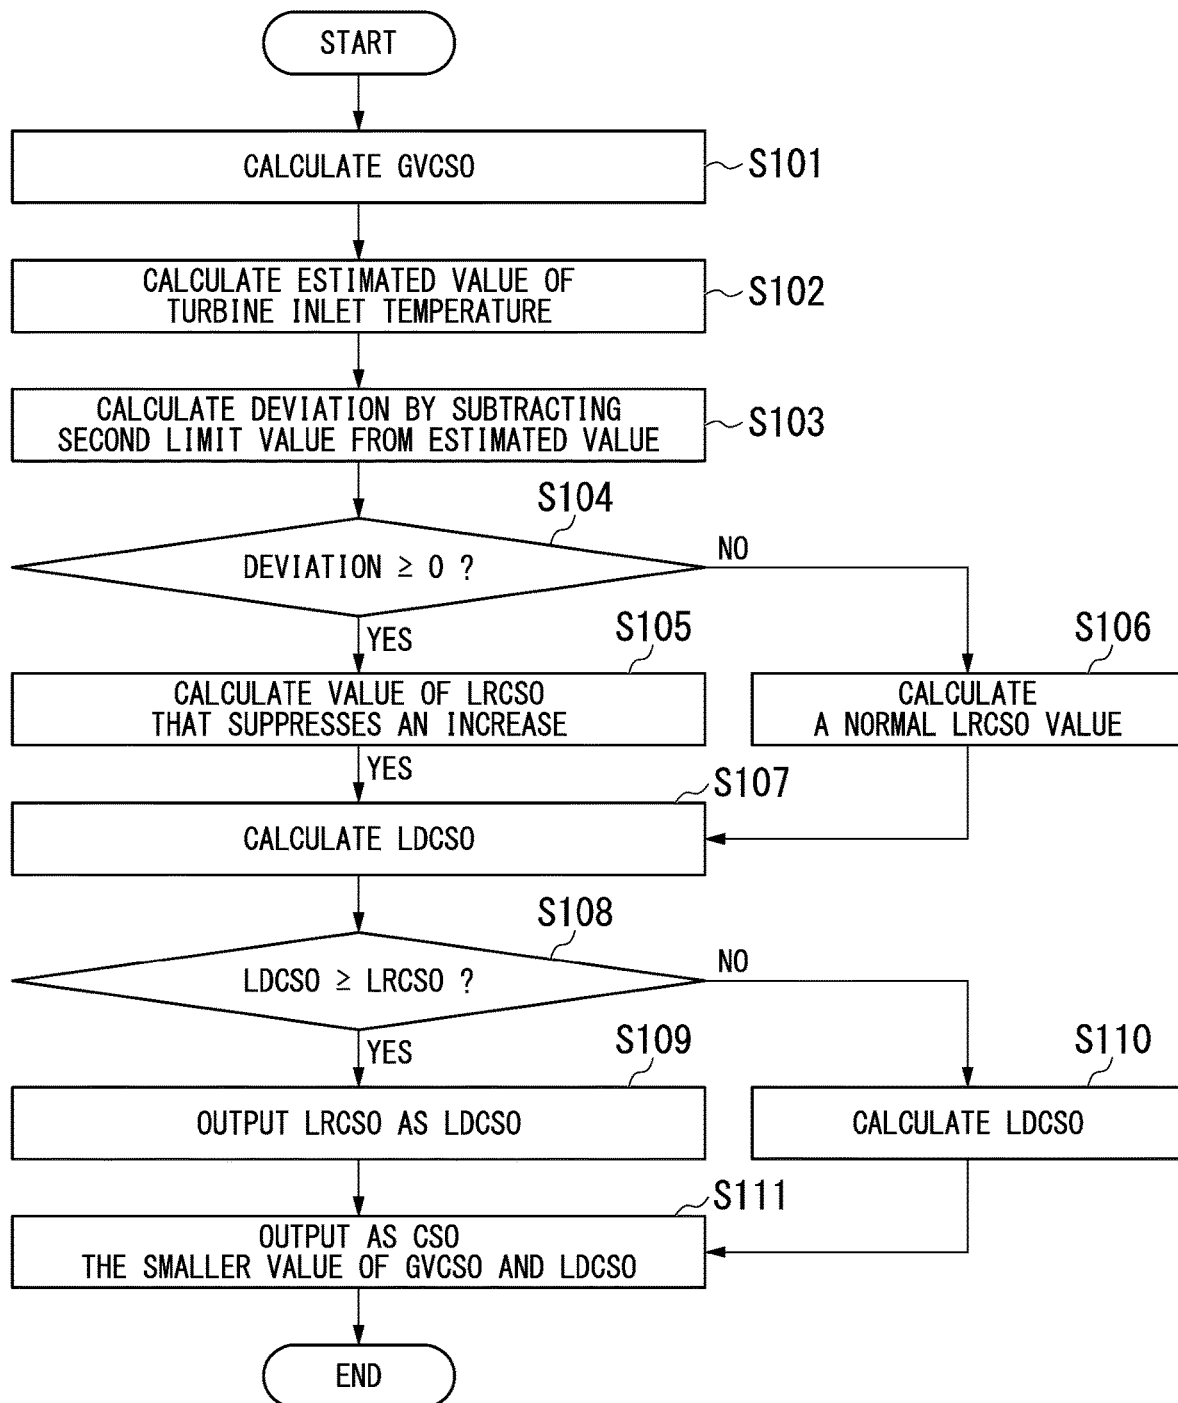 START
CALCULATE GVCSO
S101
CALCULATE ESTIMATED VALUE OF
TURBINE INLET TEMPERATURE
S102
CALCULATE DEVIATION BY SUBTRACTING
SECOND LIMIT VALUE FROM ESTIMATED VALUE
S103
S104
DEVIATION ≥ 0 ?
NO
YES
S105
S106
CALCULATE VALUE OF LRCSO
THAT SUPPRESSES AN INCREASE
CALCULATE
A NORMAL LRCSO VALUE
YES
S107
CALCULATE LDCSO
S108
LDCSO ≥ LRCSO ?
NO
YES
S109
S110
OUTPUT LRCSO AS LDCSO
CALCULATE LDCSO
S111
OUTPUT AS CSO
THE SMALLER VALUE OF GVCSO AND LDCSO
END